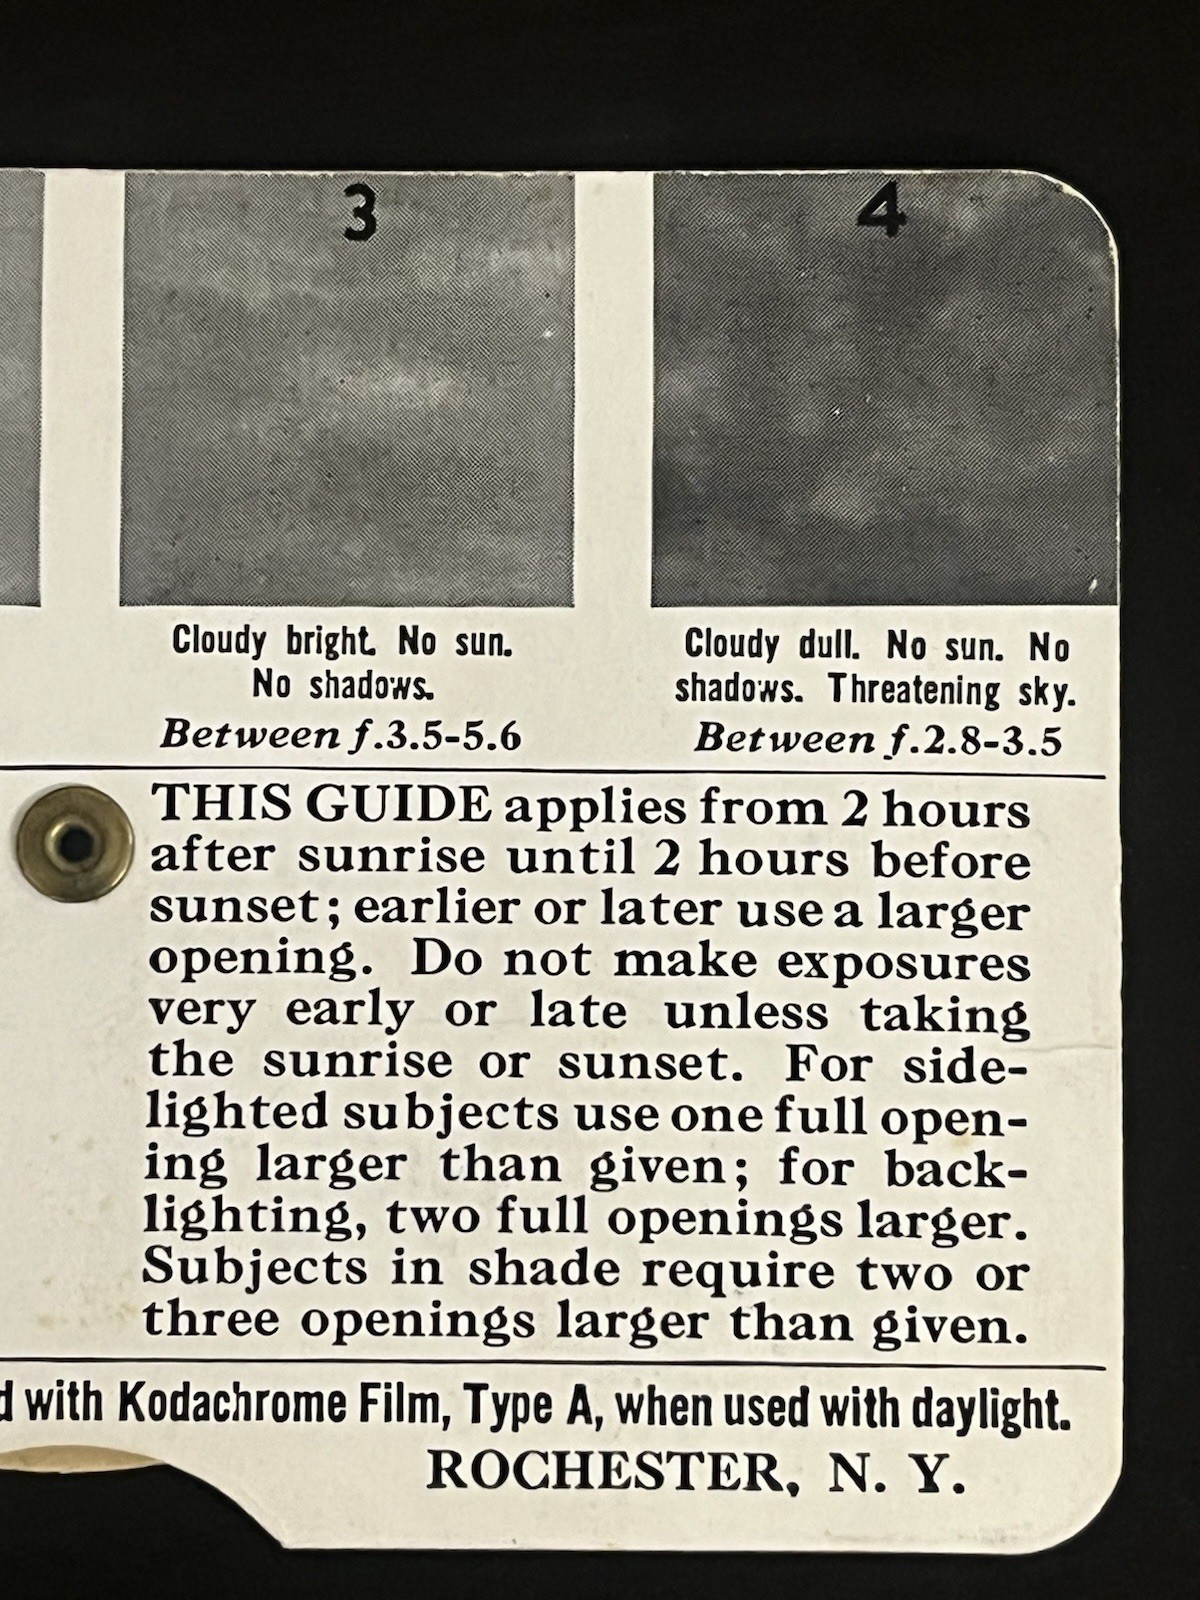 3
4
Cloudy bright. No sun.
No shadows.
Between f.3.5-5.6
Cloudy dull. No sun. No
shadows. Threatening sky.
Between f.2.8-3.5
THIS GUIDE applies from 2 hours
after sunrise until 2 hours before
sunset; earlier or later use a larger
opening. Do not make exposures
very early or late unless taking
the sunrise or sunset. For side-
lighted subjects use one full open-
ing larger than given; for back-
lighting, two full openings larger.
Subjects in shade require two or
three openings larger than given.
with Kodachrome Film, Type A, when used with daylight.
ROCHESTER, N. Y.